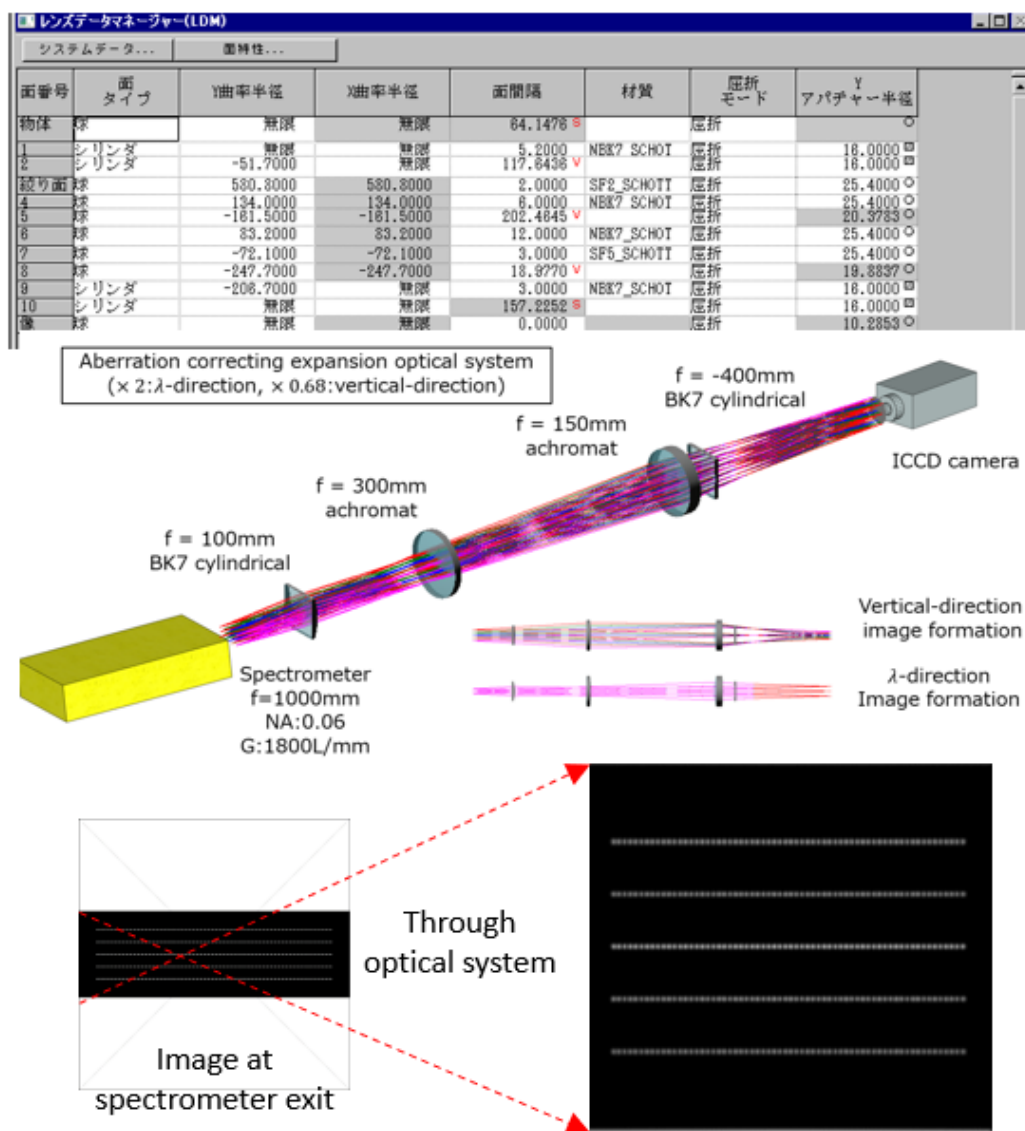 レンズデータマネージャー(LDM)
システムデータ... 面特性...
面番号 面タイプ Y曲率半径 X曲率半径 面間隔 材質 屈折モード Yアパチャー半径
物体 球 無限 無限 64.1476 S 屈折
1 シリンダ 無限 無限 5.2000 NBK7_SCHOT 屈折 16.0000
2 シリンダ -51.7000 無限 117.6436 V 屈折 16.0000
絞り面 球 580.8000 580.8000 2.0000 SF2_SCHOTT 屈折 25.4000
4 球 134.0000 134.0000 6.0000 NBK7_SCHOT 屈折 25.4000
5 球 -161.5000 -161.5000 202.4645 V 屈折 20.3783
6 球 83.2000 83.2000 12.0000 NBK7_SCHOT 屈折 25.4000
7 球 -72.1000 -72.1000 3.0000 SF5_SCHOTT 屈折 25.4000
8 球 -247.7000 -247.7000 18.9770 V 屈折 19.8837
9 シリンダ -206.7000 無限 3.0000 NBK7_SCHOT 屈折 16.0000
10 シリンダ 無限 無限 157.2252 S 屈折 16.0000
像 球 無限 無限 0.0000 屈折 10.2853
Aberration correcting expansion optical system
(× 2:λ-direction, × 0.68:vertical-direction)
f = -400mm
BK7 cylindrical
f = 150mm
achromat
ICCD camera
f = 300mm
achromat
f = 100mm
BK7 cylindrical
Vertical-direction
image formation
λ-direction
Image formation
Spectrometer
f=1000mm
NA:0.06
G:1800L/mm
Through
optical system
Image at
spectrometer exit